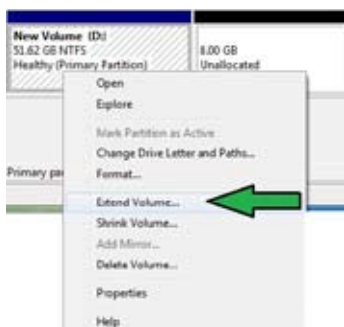 New Volume (D:)
51.62 GB NTFS
Healthy (Primary Partition)
8.00 GB
Unallocated
Open
Explore
Mark Partition as Active
Change Drive Letter and Paths...
Format...
Primary par
Extend Volume...
Shrink Volume...
Add Mirror...
Delete Volume...
Properties
Help